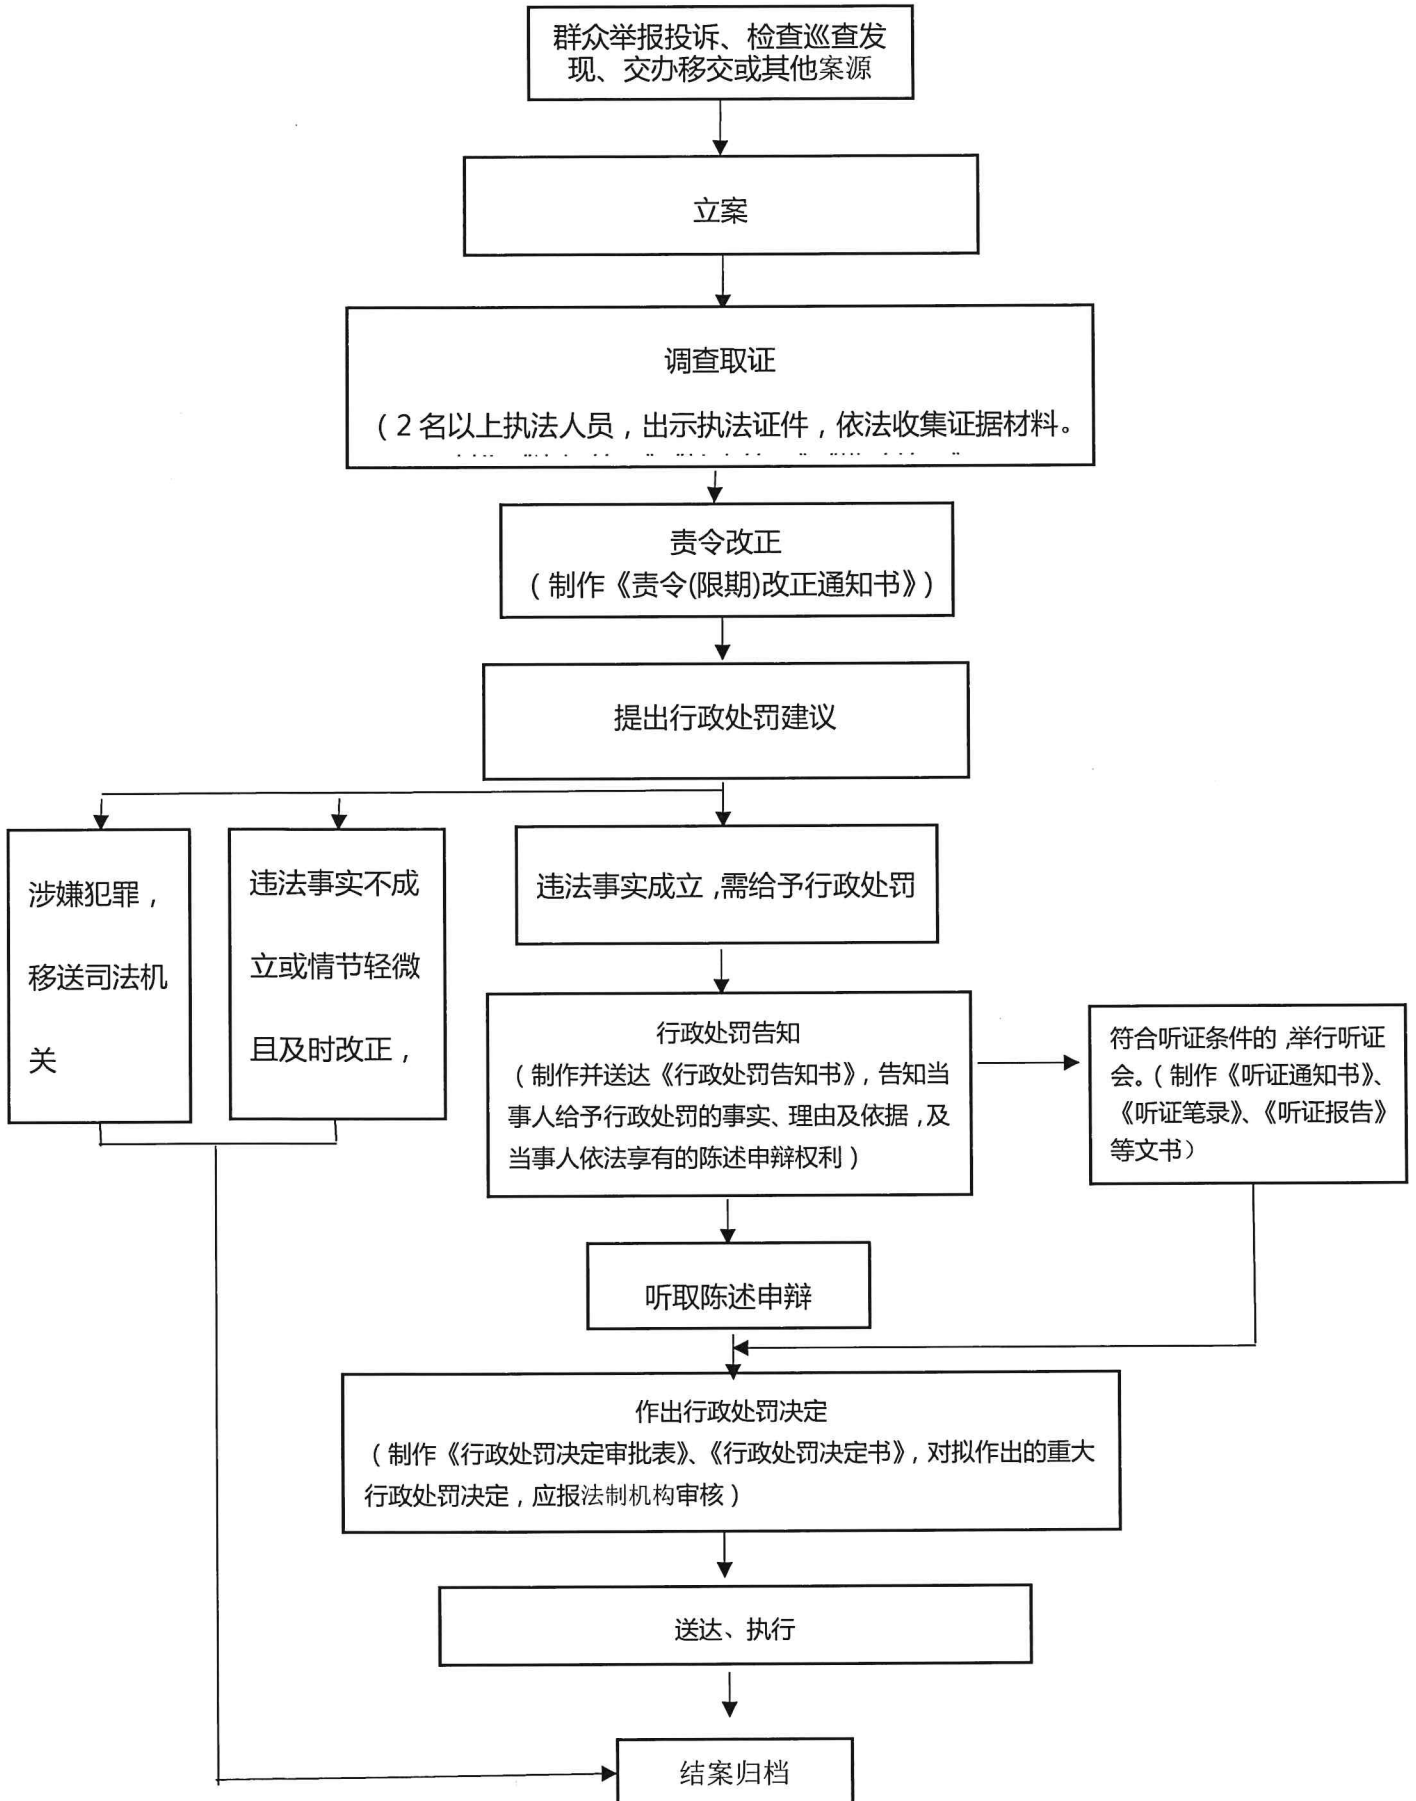 群众举报投诉、检查巡查发
现、交办移交或其他案源
立案
调查取证
（2名以上执法人员，出示执法证件，依法收集证据材料。
责令改正
（制作《责令(限期)改正通知书》）
提出行政处罚建议
涉嫌犯罪，
移送司法机
关
违法事实不成
立或情节轻微
且及时改正，
违法事实成立，需给予行政处罚
行政处罚告知
（制作并送达《行政处罚告知书》，告知当
事人给予行政处罚的事实、理由及依据，及
当事人依法享有的陈述申辩权利）
符合听证条件的，举行听证
会。（制作《听证通知书》、
《听证笔录》、《听证报告》
等文书）
听取陈述申辩
作出行政处罚决定
（制作《行政处罚决定审批表》、《行政处罚决定书》，对拟作出的重大
行政处罚决定，应报法制机构审核）
送达、执行
结案归档